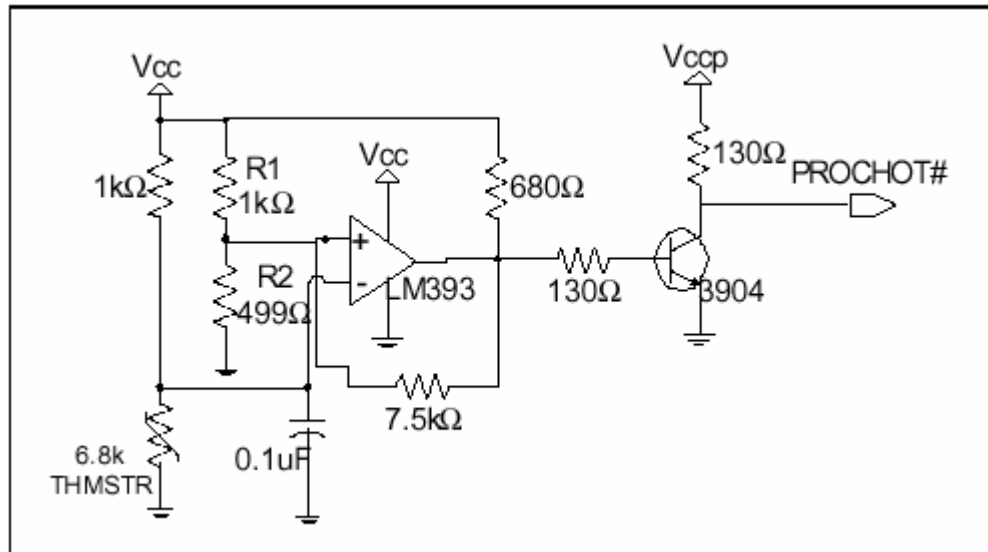 Vcc
Vccp
1kΩ
R1
1kΩ
Vcc
680Ω
130Ω
PROCHOT#
+
-
LM393
R2
499Ω
130Ω
3904
7.5kΩ
6.8k
THMSTR
0.1uF